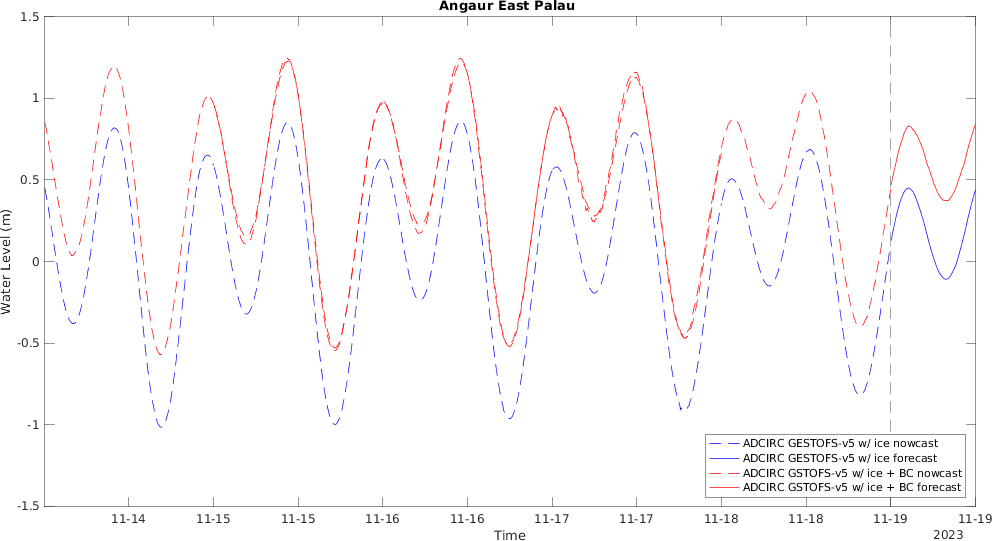 Angaur East Palau
1.5
1
0.5
0
-0.5
-1
-1.5
Water Level (m)
ADCIRC GESTOFS-v5 w/ ice nowcast
ADCIRC GESTOFS-v5 w/ ice forecast
ADCIRC GSTOFS-v5 w/ ice + BC nowcast
ADCIRC GSTOFS-v5 w/ ice + BC forecast
11-14 11-15 11-15 11-16 11-16 11-17 11-17 11-18 11-18 11-19 11-19
Time
2023